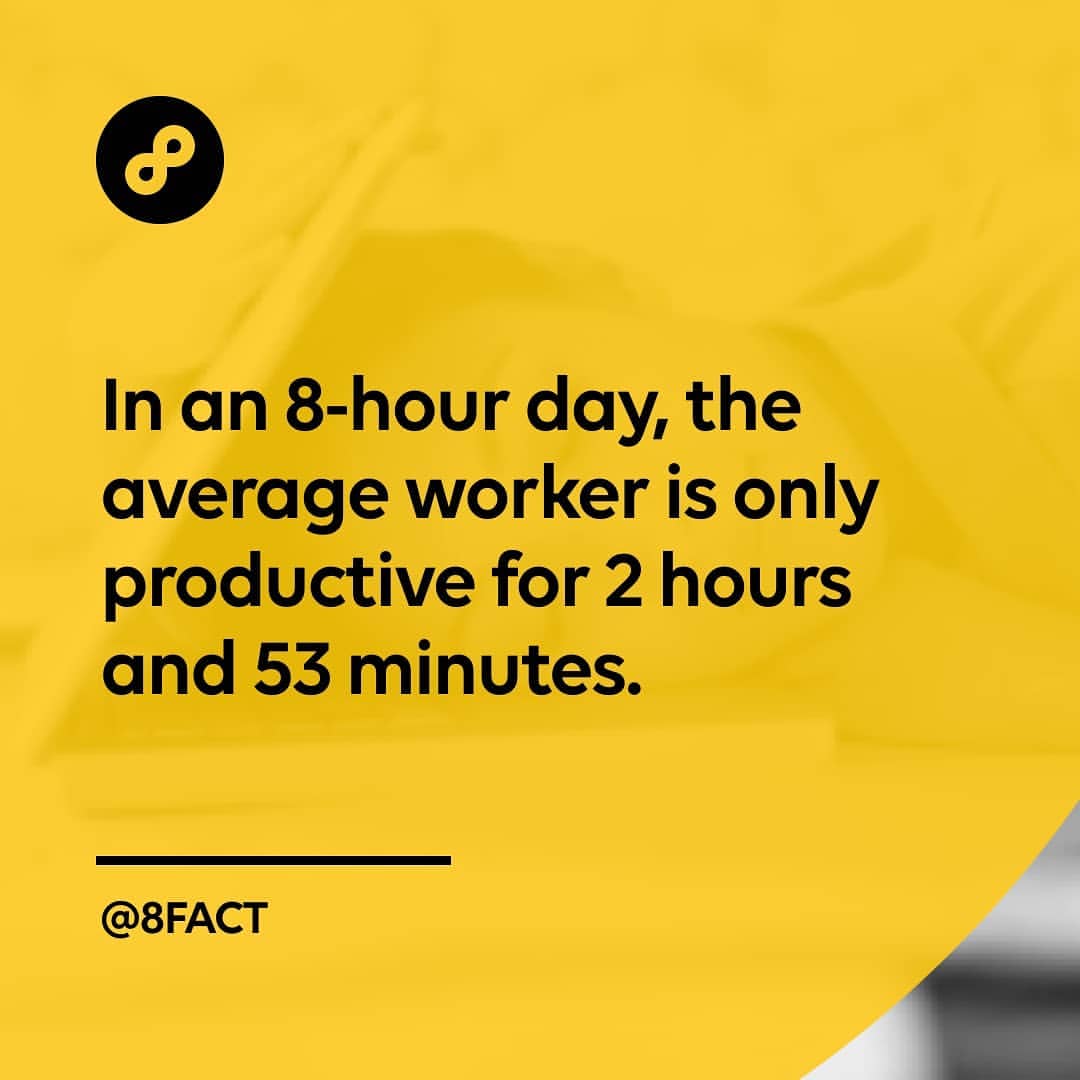 In an 8-hour day, the
average worker is only
productive for 2 hours
and 53 minutes.
@8FACT